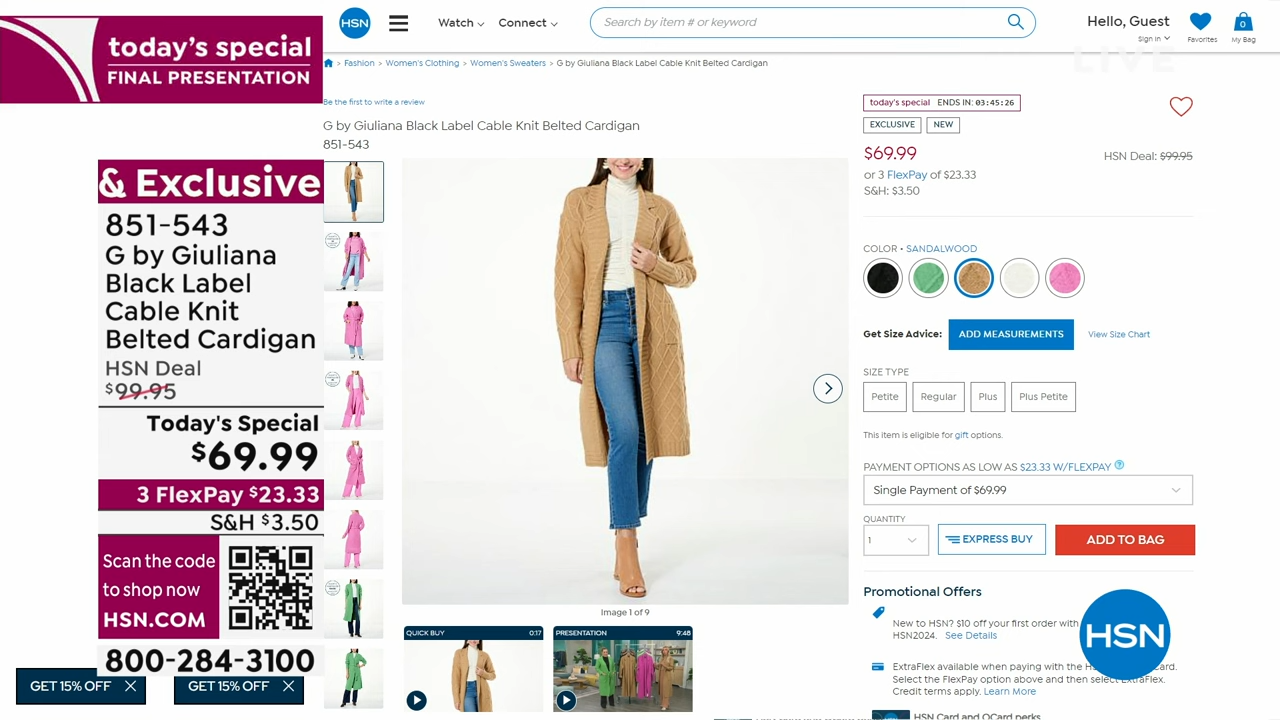 today's special
FINAL PRESENTATION
HSN
Watch
Connect
Search by item # or keyword
Hello, Guest
Sign In
Favorites
0
My Bag
LIVE
> Fashion > Women's Clothing > Women's Sweaters > G by Giuliana Black Label Cable Knit Belted Cardigan
Be the first to write a review
G by Giuliana Black Label Cable Knit Belted Cardigan
851-543
& Exclusive
851-543
G by Giuliana
Black Label
Cable Knit
Belted Cardigan
HSN Deal
$99.95
Today's Special
$69.99
3 FlexPay $23.33
S&H $3.50
Scan the code
to shop now
HSN.COM
800-284-3100
GET 15% OFF
GET 15% OFF
Image 1 of 9
QUICK BUY 0:17
PRESENTATION 9:48
today's special ENDS IN: 03:45:26
EXCLUSIVE
NEW
$69.99
HSN Deal: $99.95
or 3 FlexPay of $23.33
S&H: $3.50
COLOR • SANDALWOOD
Get Size Advice:
ADD MEASUREMENTS
View Size Chart
SIZE TYPE
Petite
Regular
Plus
Plus Petite
This item is eligible for gift options.
PAYMENT OPTIONS AS LOW AS $23.33 W/FLEXPAY ?
Single Payment of $69.99
QUANTITY
1
EXPRESS BUY
ADD TO BAG
Promotional Offers
New to HSN? $10 off your first order with
HSN2024. See Details
HSN
ExtraFlex available when paying with the card.
Select the FlexPay option above and then select ExtraFlex.
Credit terms apply. Learn More
HSN Card and QCard perks